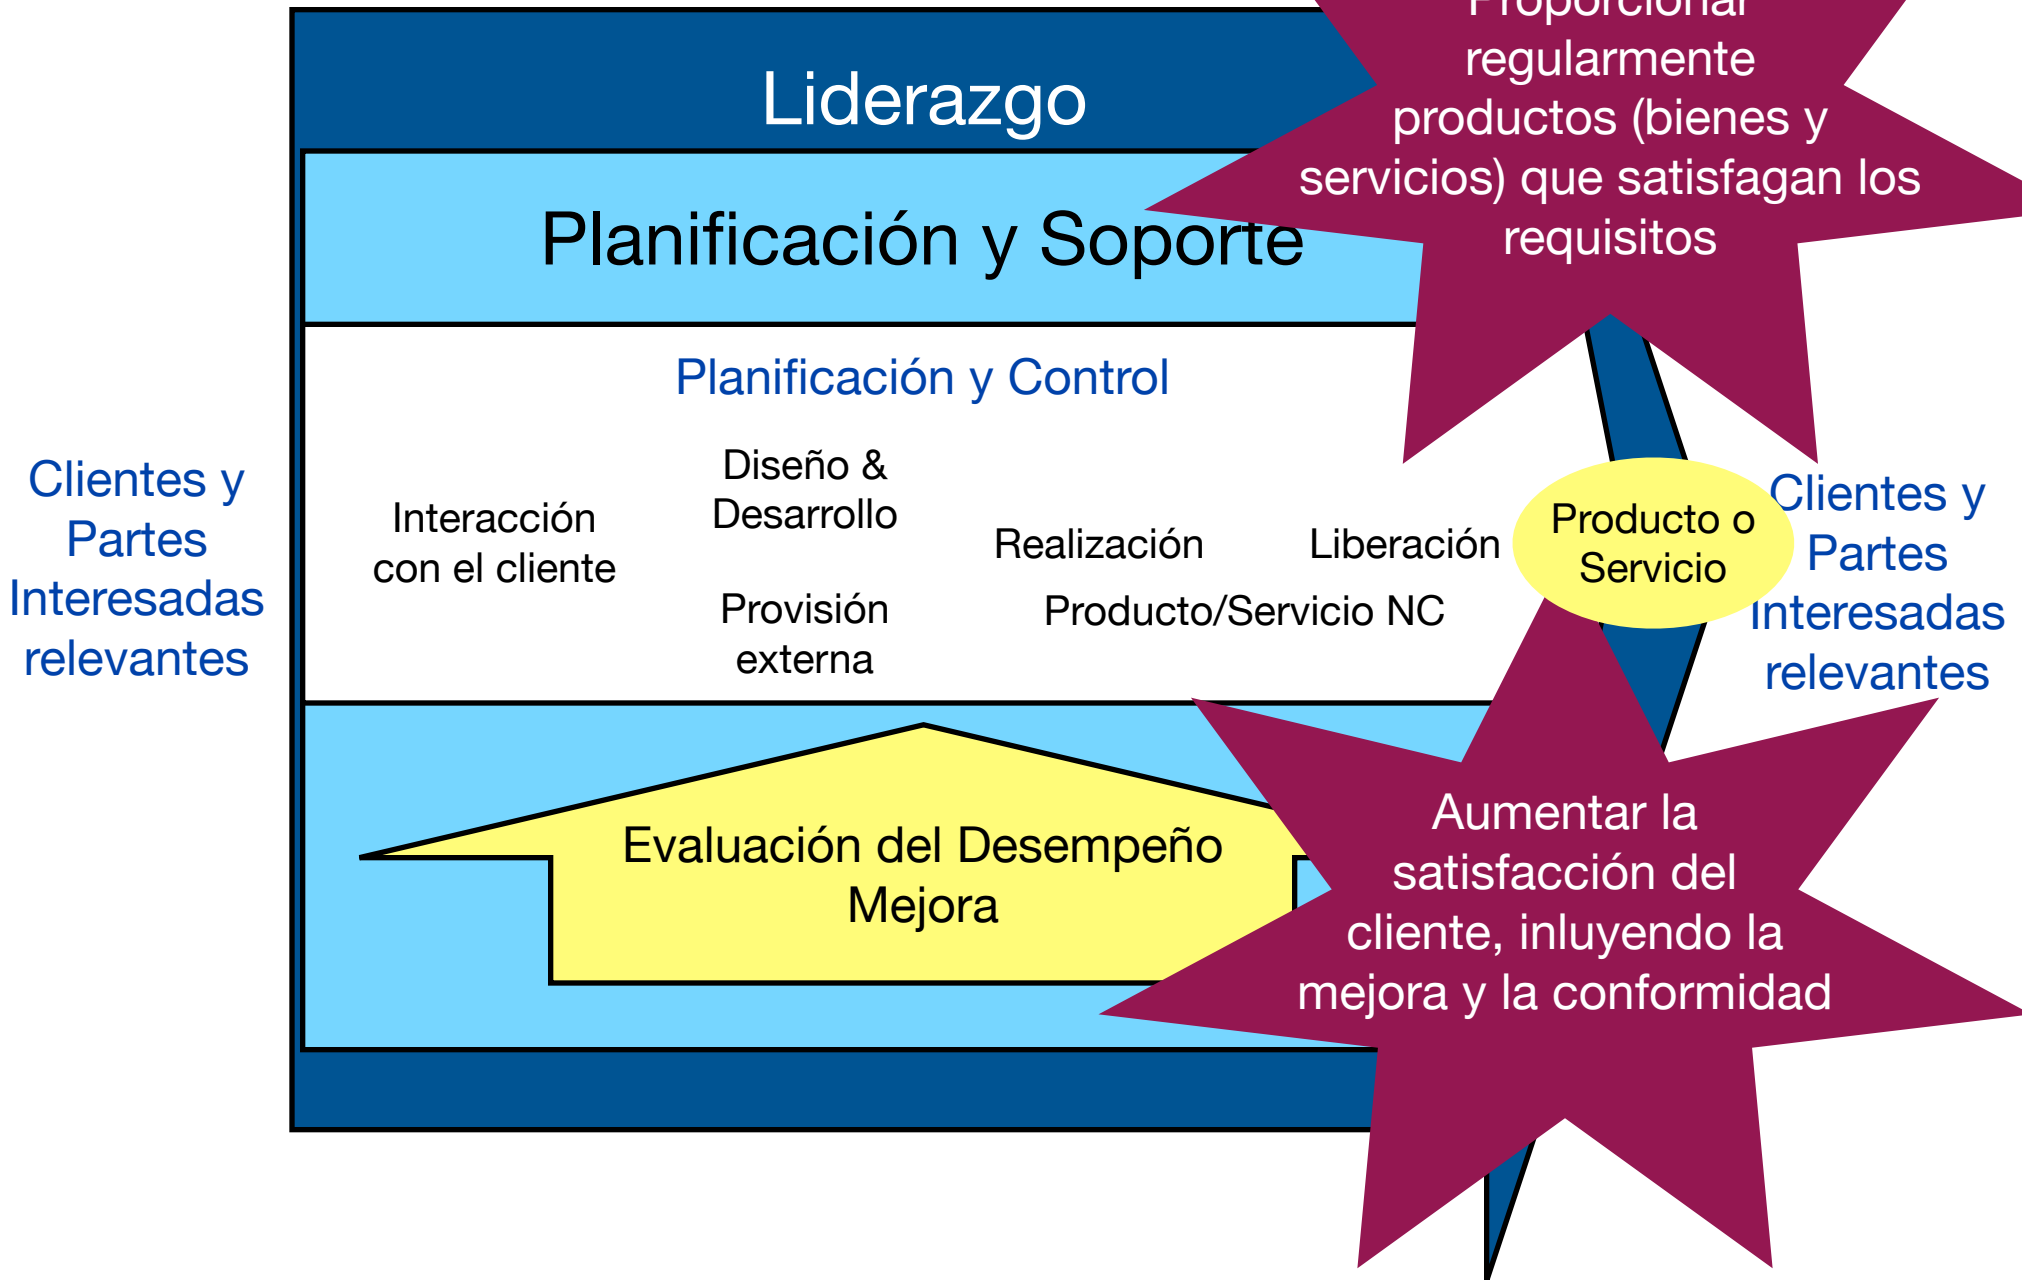 Proporcionar
regularmente
productos (bienes y
servicios) que satisfagan los
requisitos
Liderazgo
Planificación y Soporte
Planificación y Control
Clientes y
Partes
Interesadas
relevantes
Interacción
con el cliente
Diseño &
Desarrollo
Provisión
externa
Realización
Liberación
Producto/Servicio NC
Producto o
Servicio
Clientes y
Partes
Interesadas
relevantes
Evaluación del Desempeño
Mejora
Aumentar la
satisfacción del
cliente, inluyendo la
mejora y la conformidad